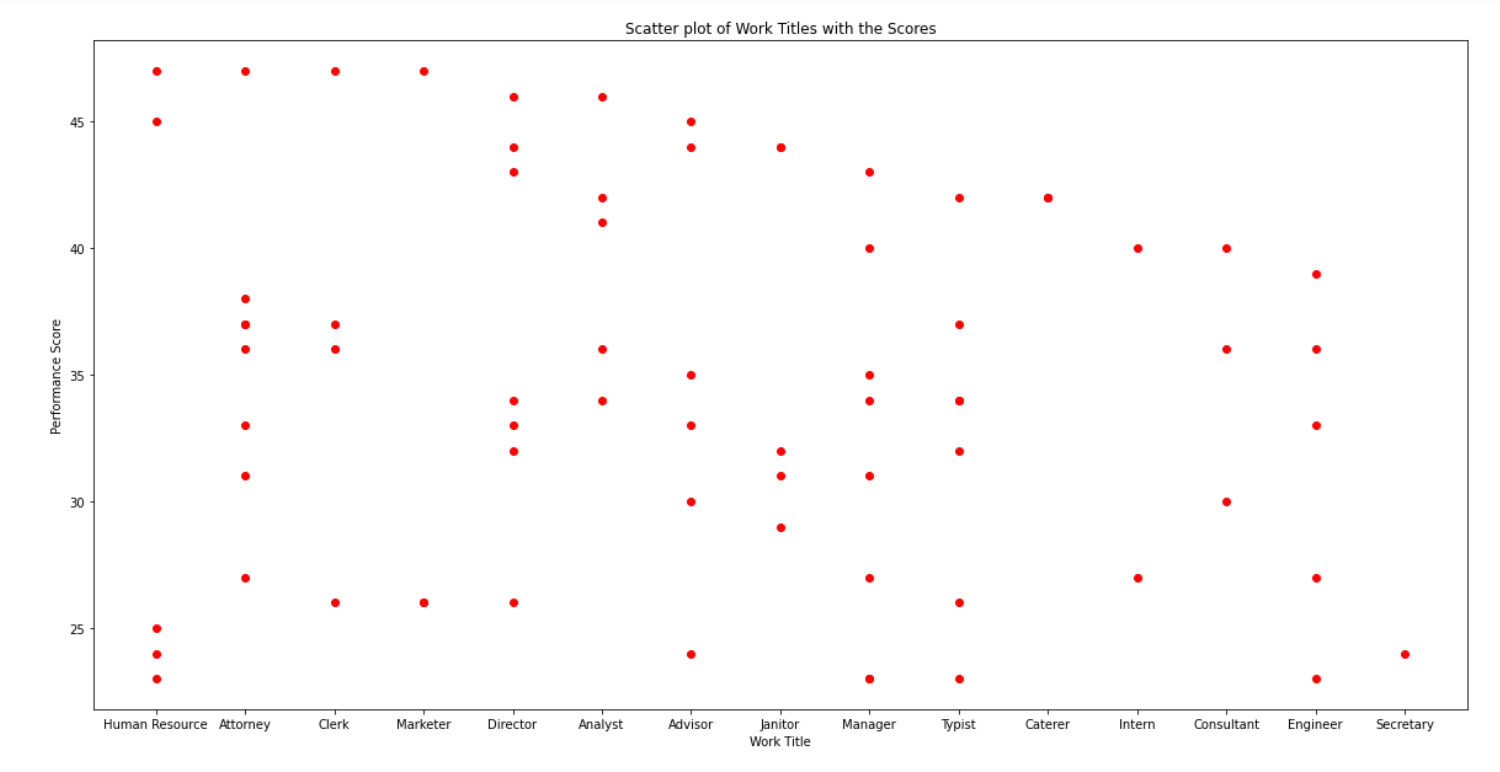 Scatter plot of Work Titles with the Scores
45
40
35
30
25
Performance Score
Human Resource Attorney Clerk Marketer Director Analyst Advisor Janitor Manager Typist Caterer Intern Consultant Engineer Secretary
Work Title